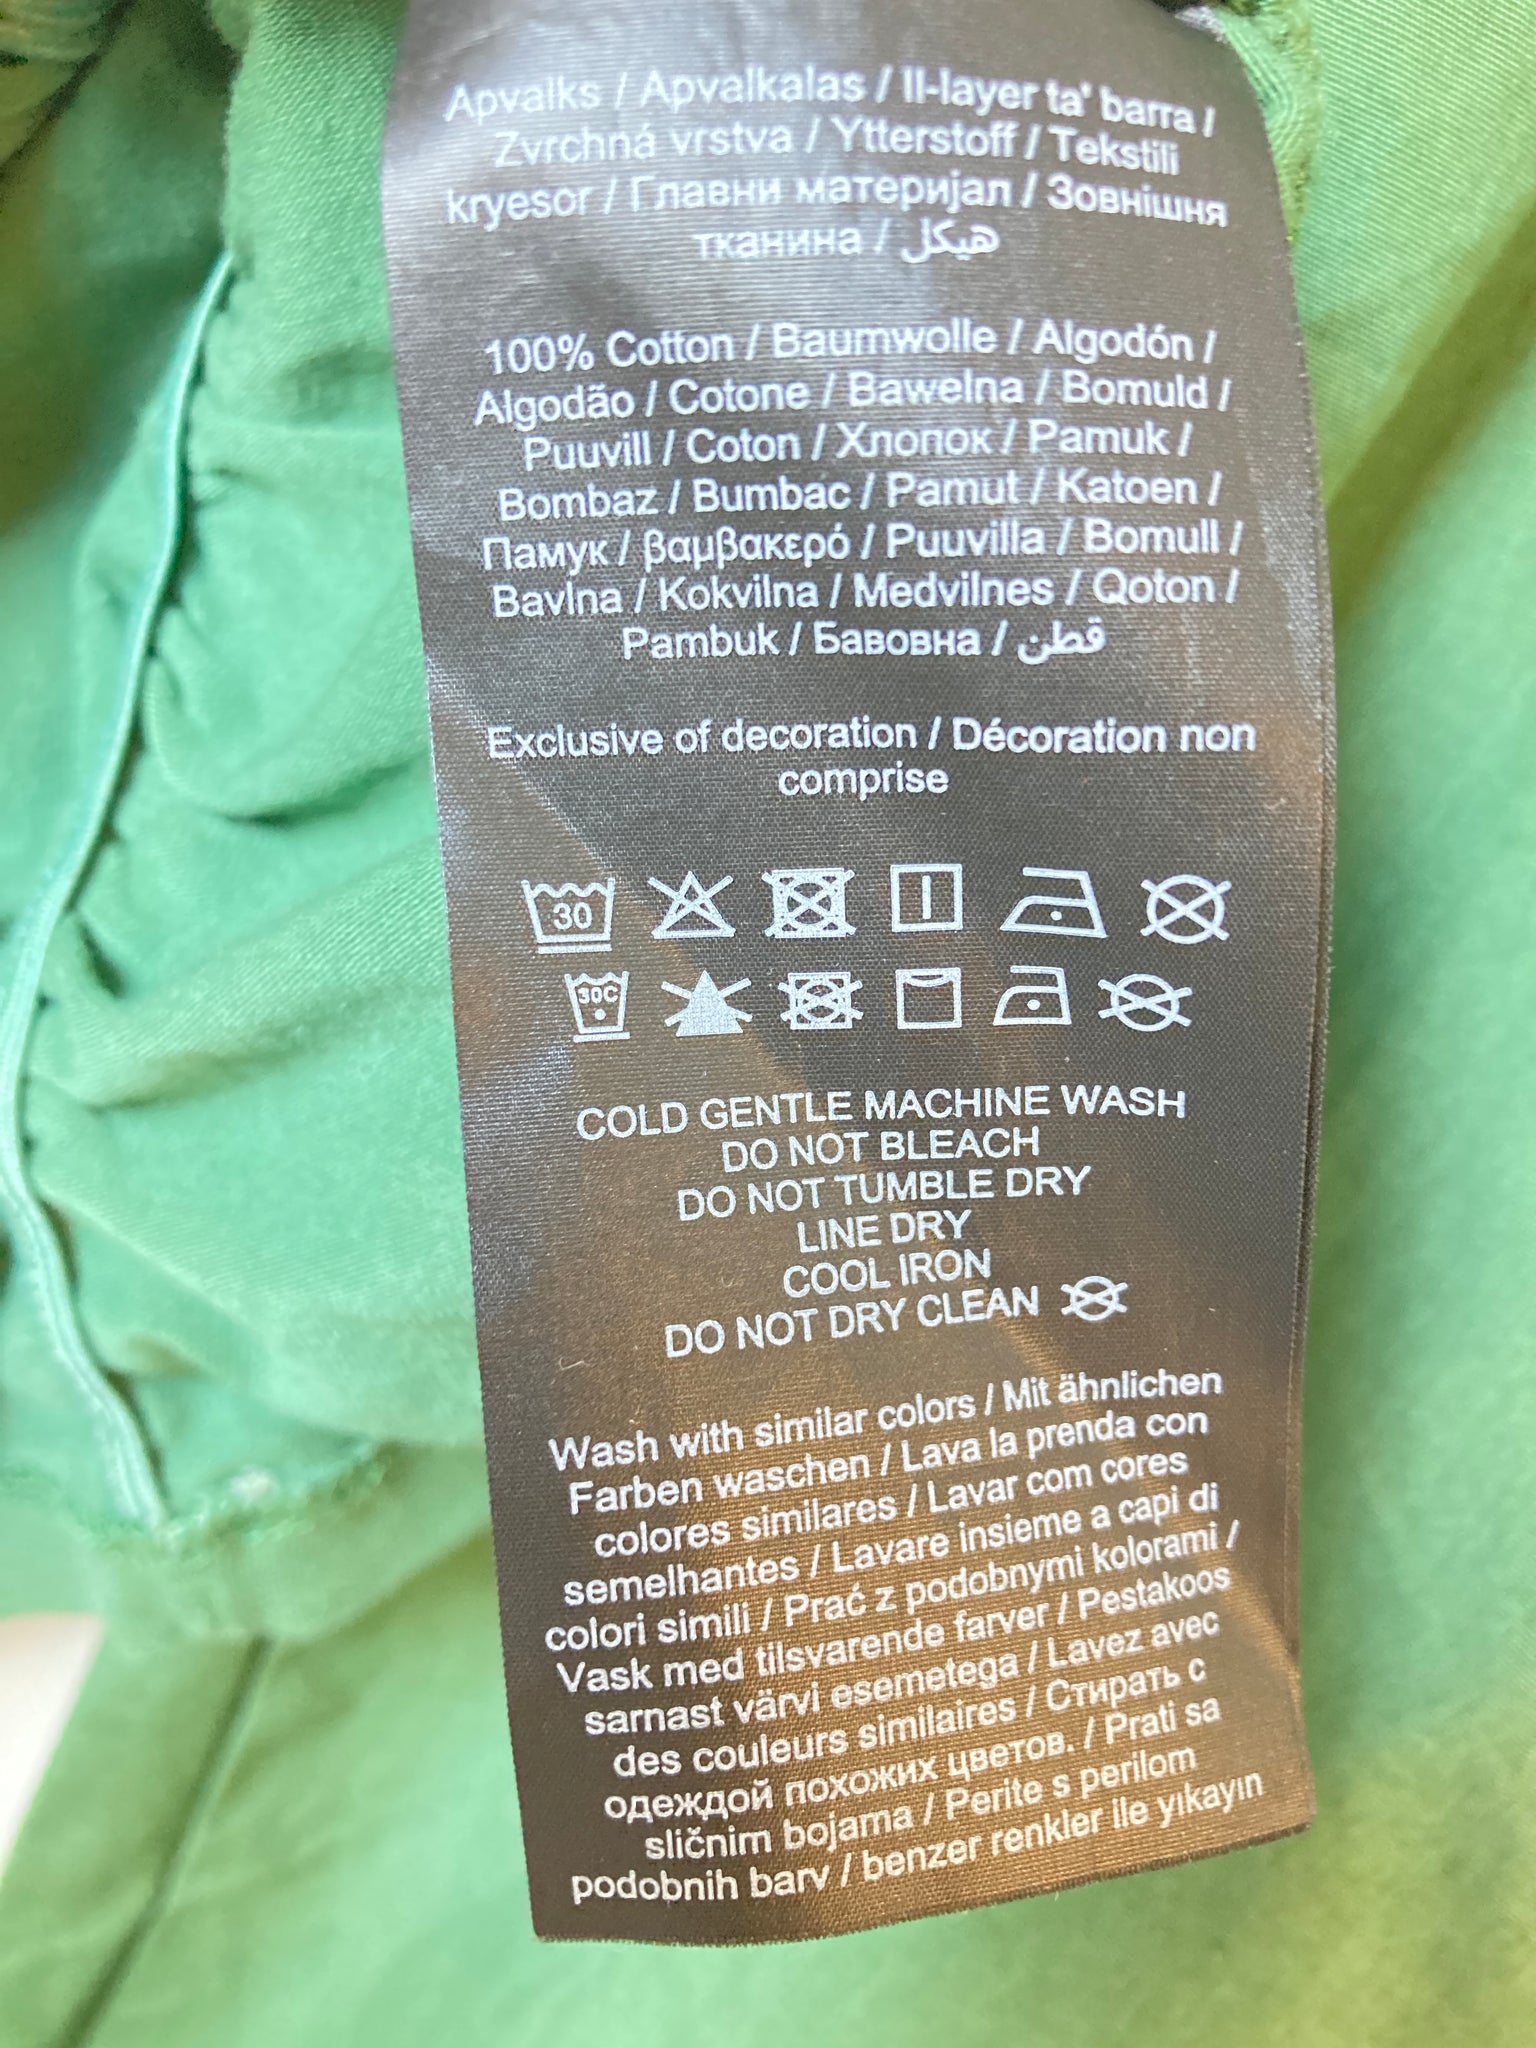 Apvalks / Apvalkalas / Il-layer ta' barra /
Zvrchná vrstva / Ytterstoff / Tekstili
kryesor / Главни материјал / Зовнішня
тканина / هيكل
100% Cotton / Baumwolle / Algodón /
Algodão / Cotone / Bawełna / Bomuld /
Puuvill / Coton / Хлопок / Pamuk /
Bombaz / Bumbac / Pamut / Katoen /
Памук / βαμβακερό / Puuvilla / Bomull /
Bavlna / Kokvilna / Medvilnes / Qoton /
Pambuk / Бавовна / قطن
Exclusive of decoration / Décoration non
comprise
30
30C
COLD GENTLE MACHINE WASH
DO NOT BLEACH
DO NOT TUMBLE DRY
LINE DRY
COOL IRON
DO NOT DRY CLEAN
Wash with similar colors / Mit ähnlichen
Farben waschen / Lava la prenda con
colores similares / Lavar com cores
semelhantes / Lavare insieme a capi di
colori simili / Prać z podobnymi kolorami /
Vask med tilsvarende farver / Pestakoos
sarnast värvi esemetega / Lavez avec
des couleurs similaires / Стирать с
одеждой похожих цветов. / Prati sa
sličnim bojama / Perite s perilom
podobnih barv / benzer renkler ile yıkayın